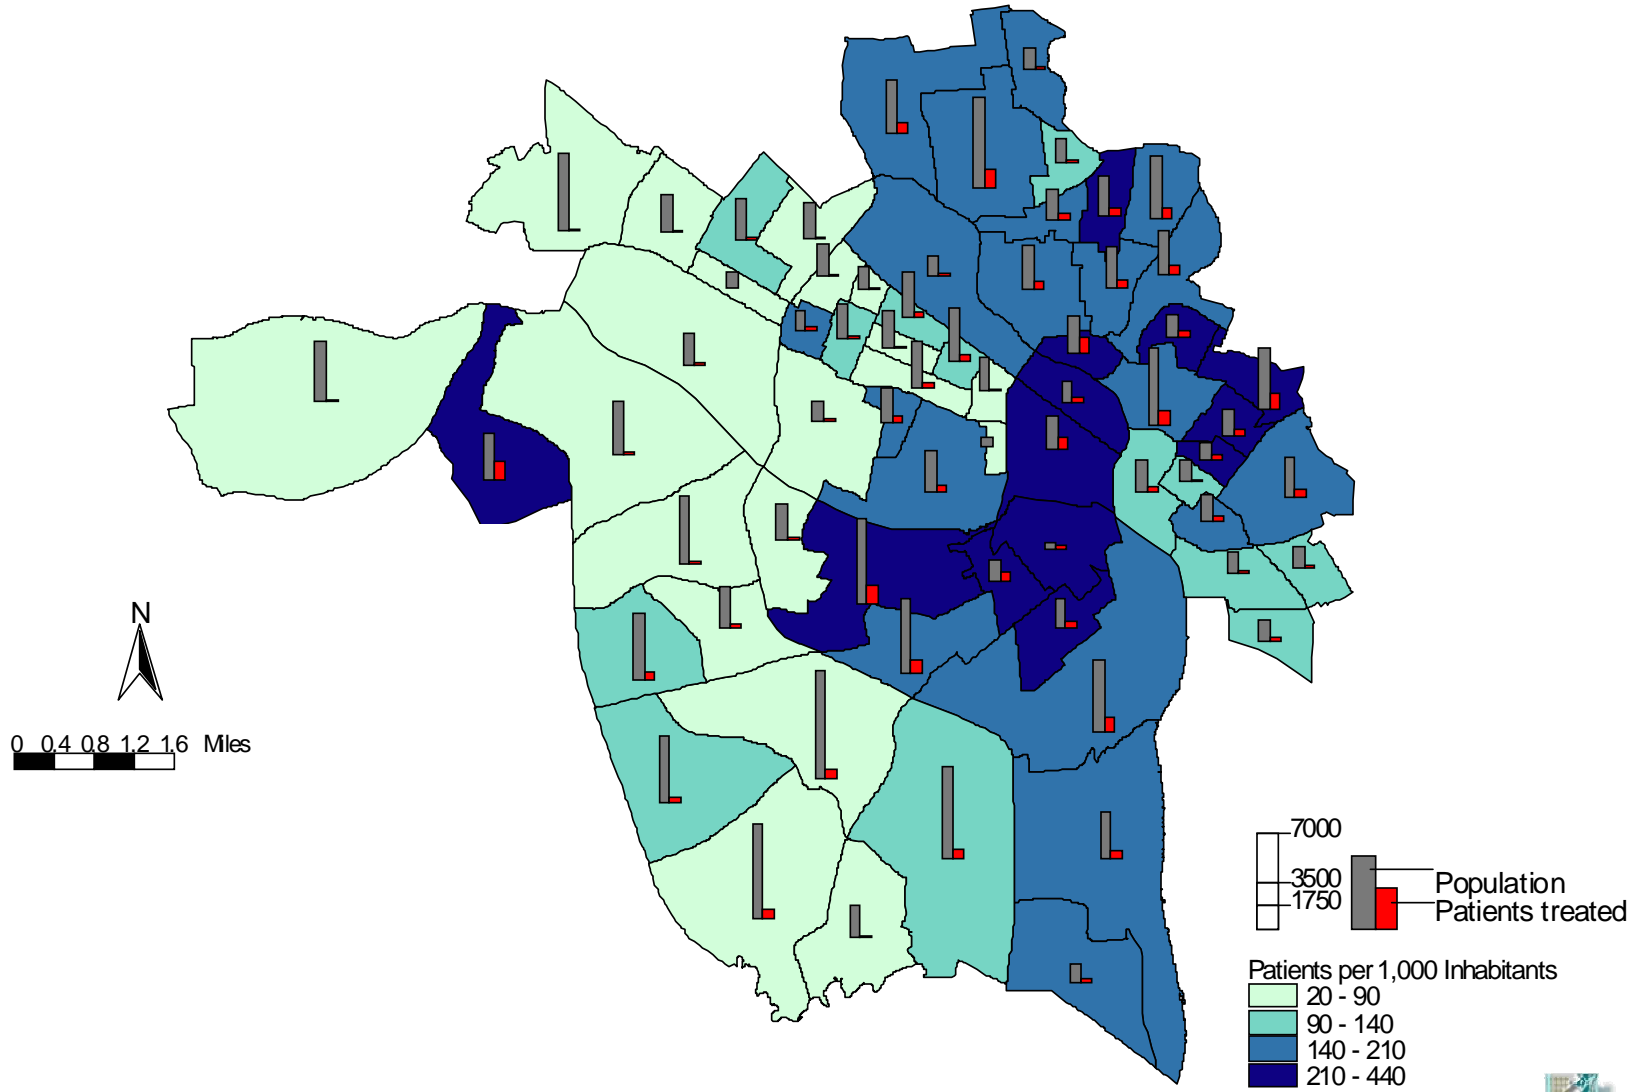 N
0 0.4 0.8 1.2 1.6 Miles
7000
3500
1750
Population
Patients treated
Patients per 1,000 Inhabitants
20 - 90
90 - 140
140 - 210
210 - 440